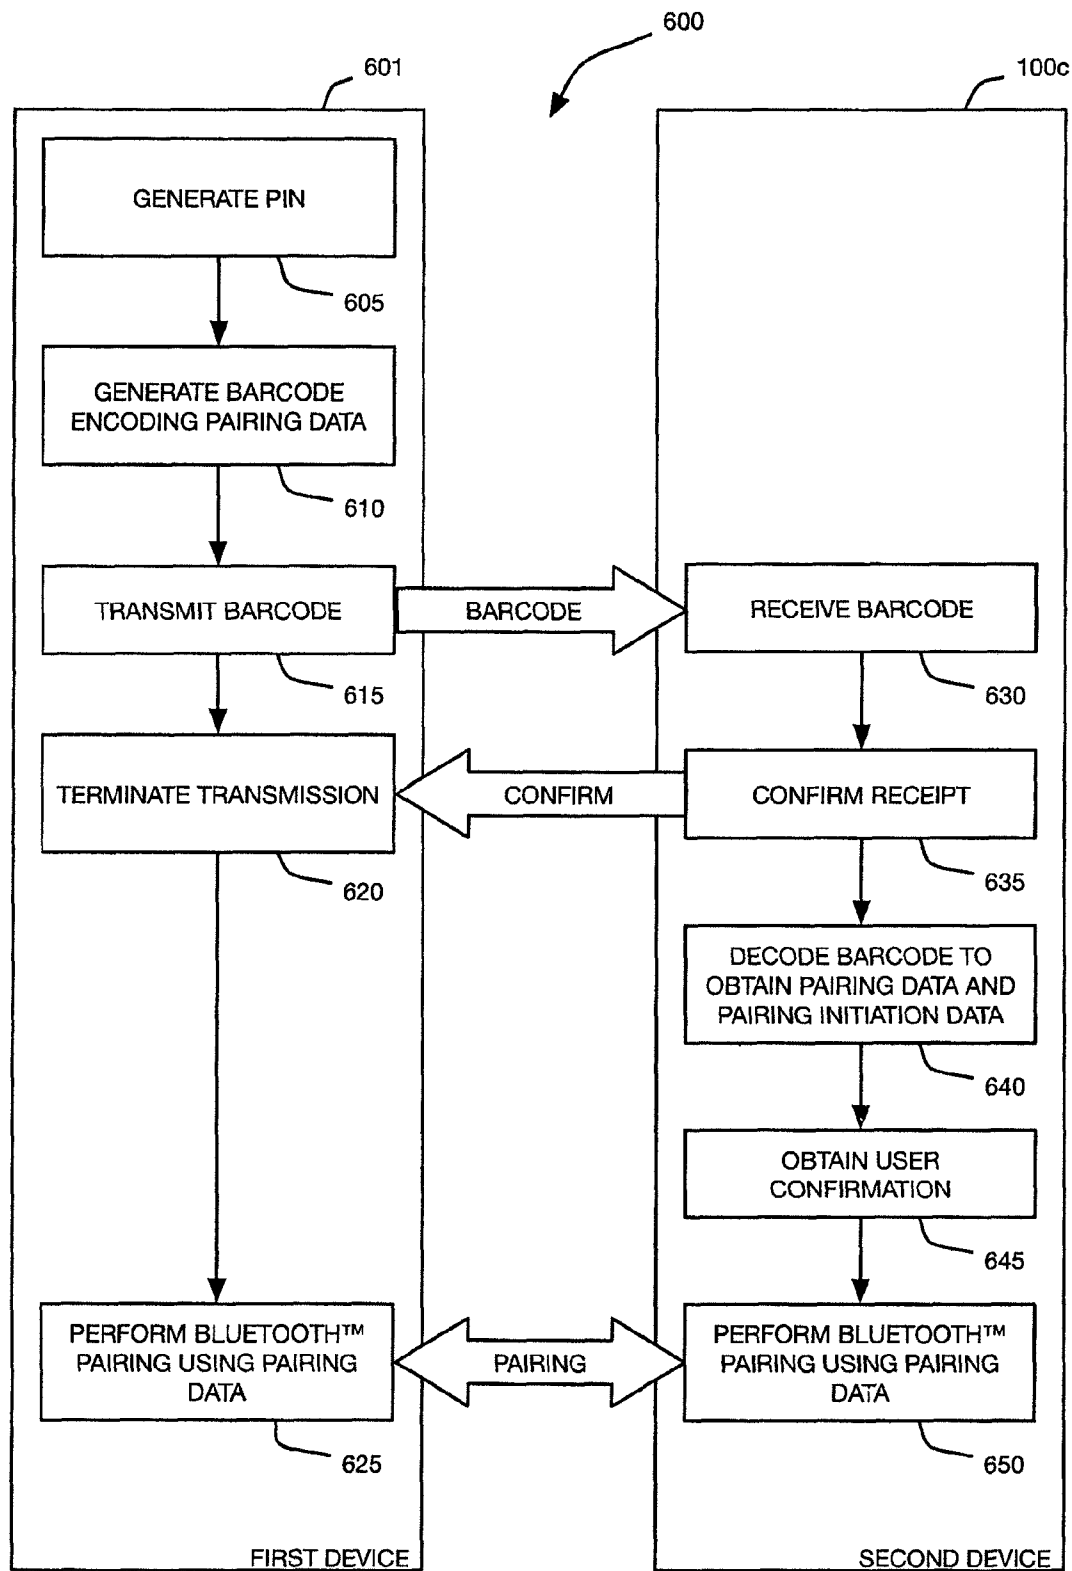 600
601
100c
GENERATE PIN
605
GENERATE BARCODE
ENCODING PAIRING DATA
610
TRANSMIT BARCODE
BARCODE
RECEIVE BARCODE
615
630
TERMINATE TRANSMISSION
CONFIRM
CONFIRM RECEIPT
620
635
DECODE BARCODE TO
OBTAIN PAIRING DATA AND
PAIRING INITIATION DATA
640
OBTAIN USER
CONFIRMATION
645
PERFORM BLUETOOTH™
PAIRING USING PAIRING
DATA
PAIRING
PERFORM BLUETOOTH™
PAIRING USING PAIRING
DATA
625
650
FIRST DEVICE
SECOND DEVICE